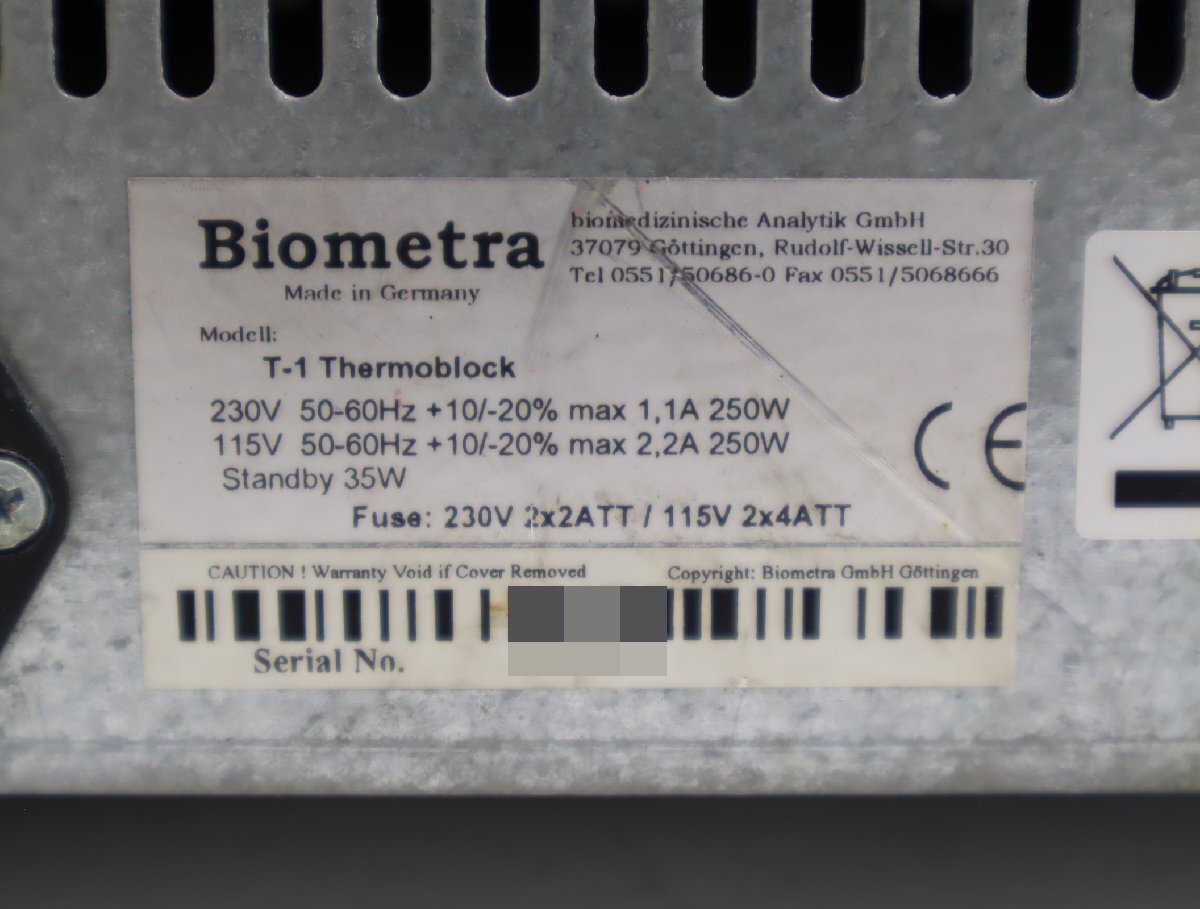 Biometra
Made in Germany
biomedizinische Analytik GmbH
37079 Göttingen, Rudolf-Wissell-Str.30
Tel 0551/50686-0 Fax 0551/5068666
Modell:
T-1 Thermoblock
230V 50-60Hz +10/-20% max 1,1A 250W
115V 50-60Hz +10/-20% max 2,2A 250W
Standby 35W
CE
Fuse: 230V 2x2ATT / 115V 2x4ATT
CAUTION ! Warranty Void if Cover Removed
Copyright: Biometra GmbH Göttingen
Serial No.